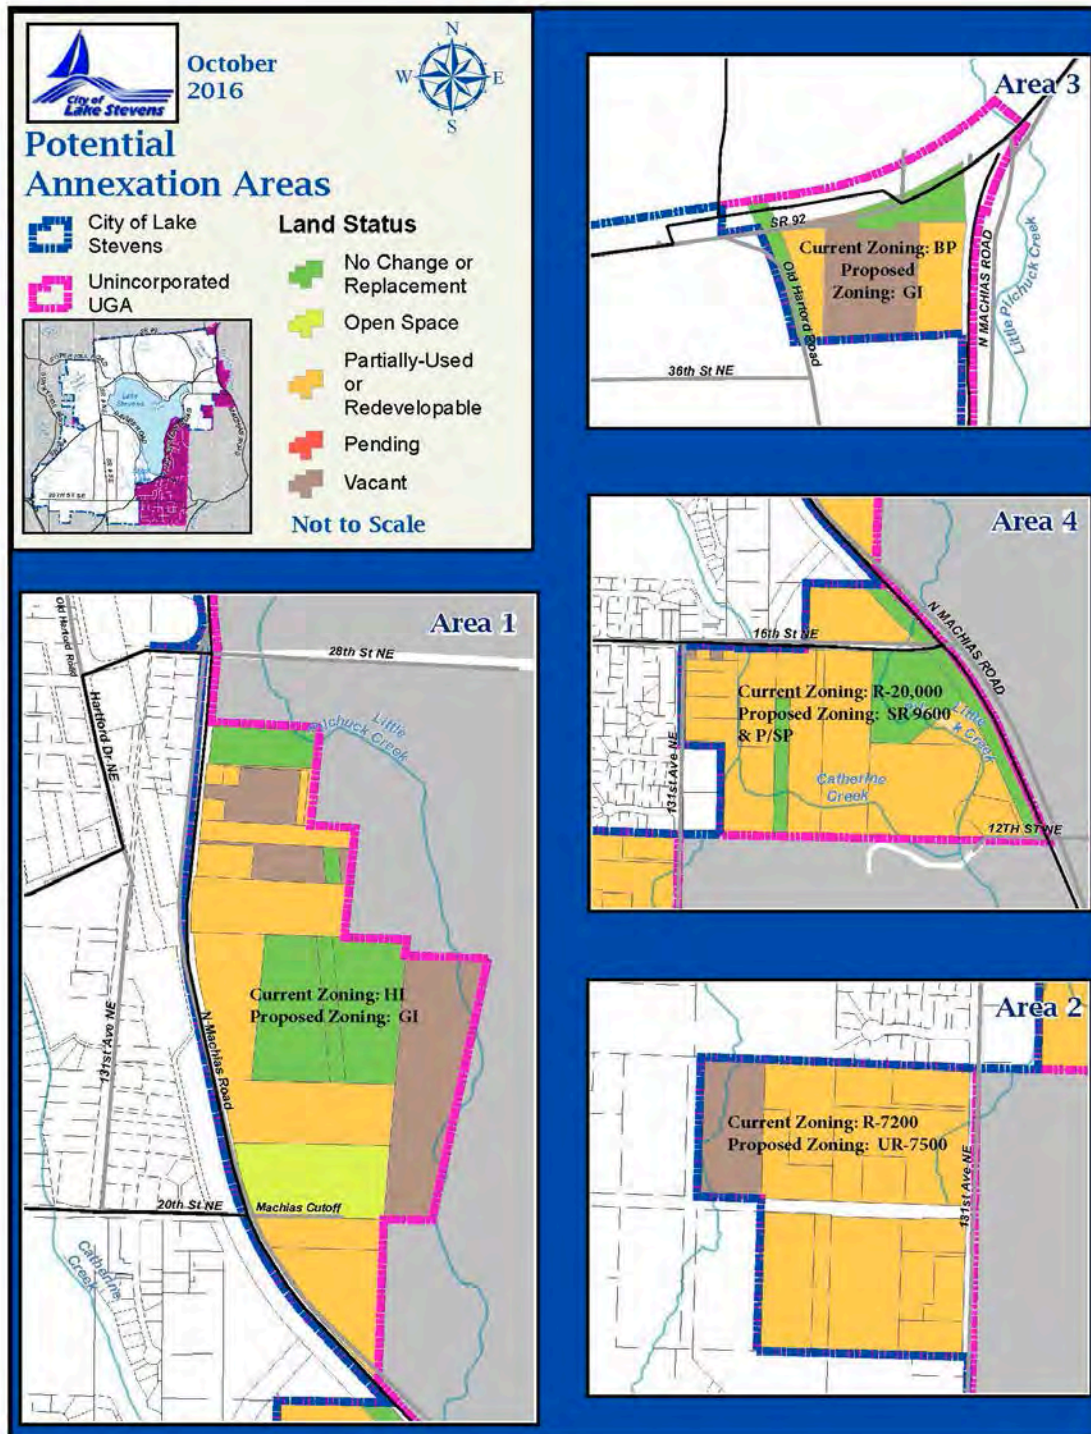 City of
Lake Stevens
October
2016
N
W
E
S
Potential
Annexation Areas
City of Lake
Stevens
Unincorporated
UGA
Land Status
No Change or
Replacement
Open Space
Partially-Used
or
Redevelopable
Pending
Vacant
Not to Scale
Lake
Stevens
Area 3
SR 92
Current Zoning: BP
Proposed
Zoning: GI
Old Hartford Road
N MACHIAS ROAD
Little Pilchuck Creek
36th St NE
Area 4
16th St NE
N MACHIAS ROAD
Current Zoning: R-20,000
Proposed Zoning: SR 9600
& P/SP
Little
Creek
131st Ave NE
Catherine
Creek
12TH ST NE
Area 1
Old Hartford Road
28th St NE
Hartford Dr NE
Little
Pilchuck Creek
Current Zoning: HI
Proposed Zoning: GI
131st Ave NE
N Machias Road
20th St NE
Machias Cutoff
Catherine
Creek
Area 2
Current Zoning: R-7200
Proposed Zoning: UR-7500
131st Ave NE